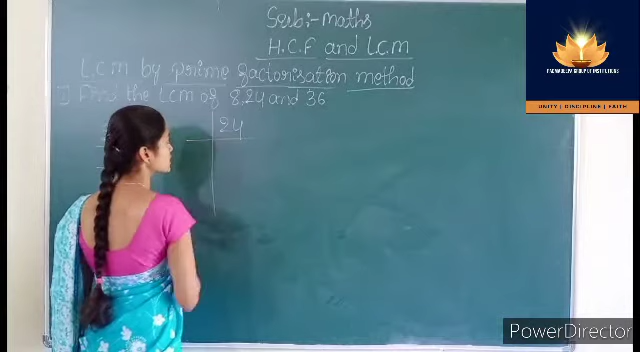 Sub:- maths
H.C.F and L.C.M
L.C.M by prime factorisation method
1] Find the LCM of 8,24 and 36
24
UNITY | DISCIPLINE | FAITH
PowerDirector